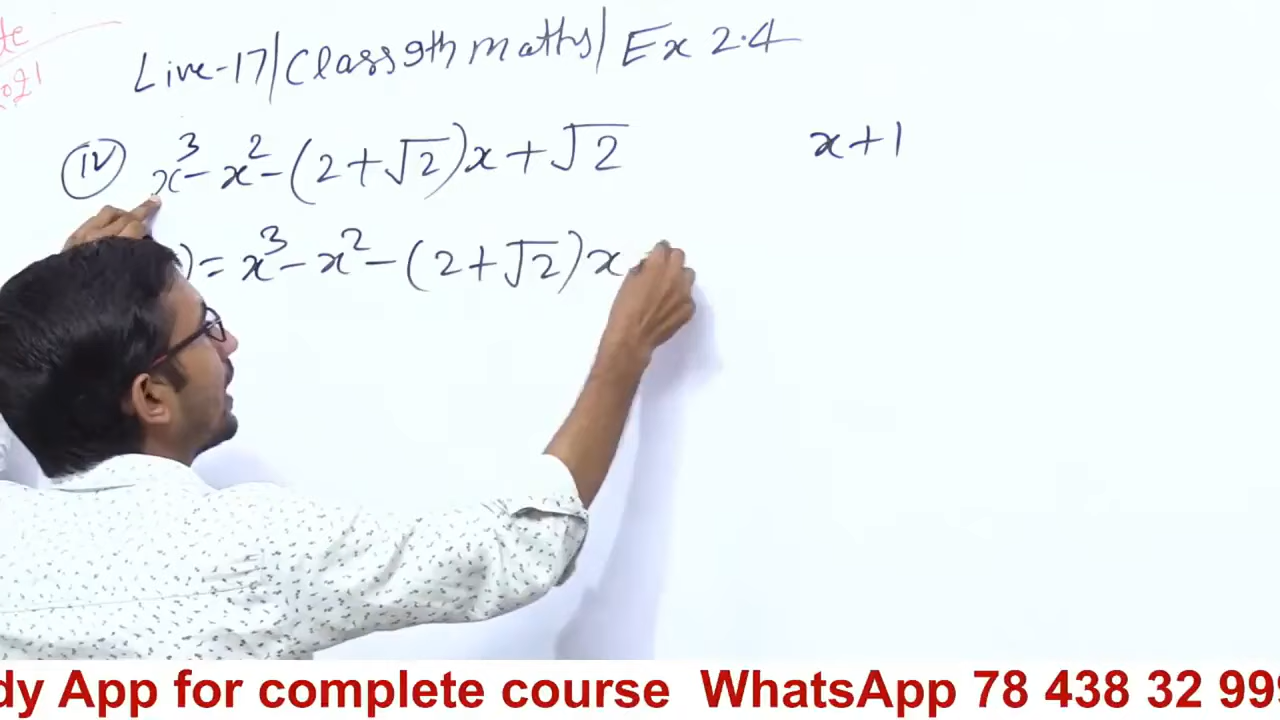 Live-17/Class 9th maths/ Ex 2.4
(iv) x³ - x² - (2+√2)x + √2
x+1
) = x³ - x² - (2+√2)x
dy App for complete course WhatsApp 78 438 32 999